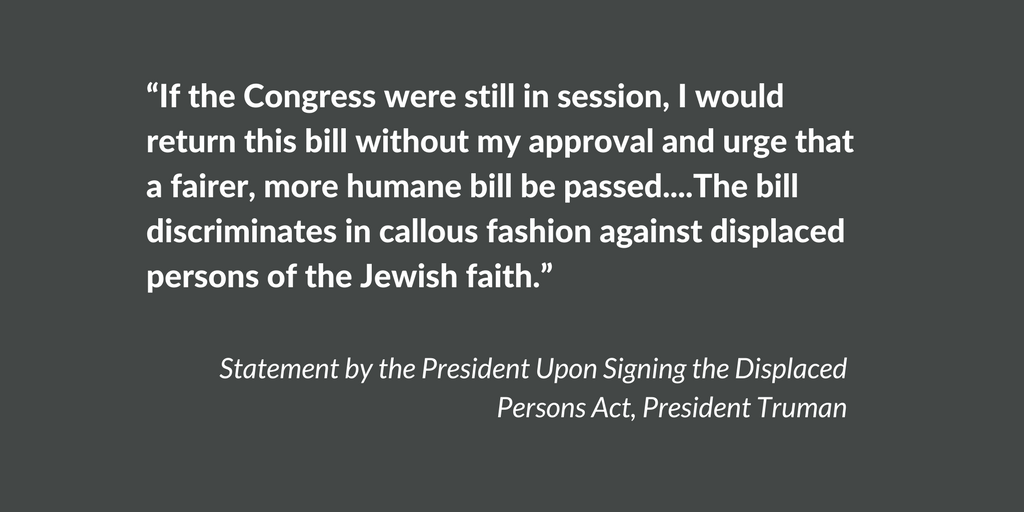 “If the Congress were still in session, I would
return this bill without my approval and urge that
a fairer, more humane bill be passed....The bill
discriminates in callous fashion against displaced
persons of the Jewish faith.”
Statement by the President Upon Signing the Displaced
Persons Act, President Truman